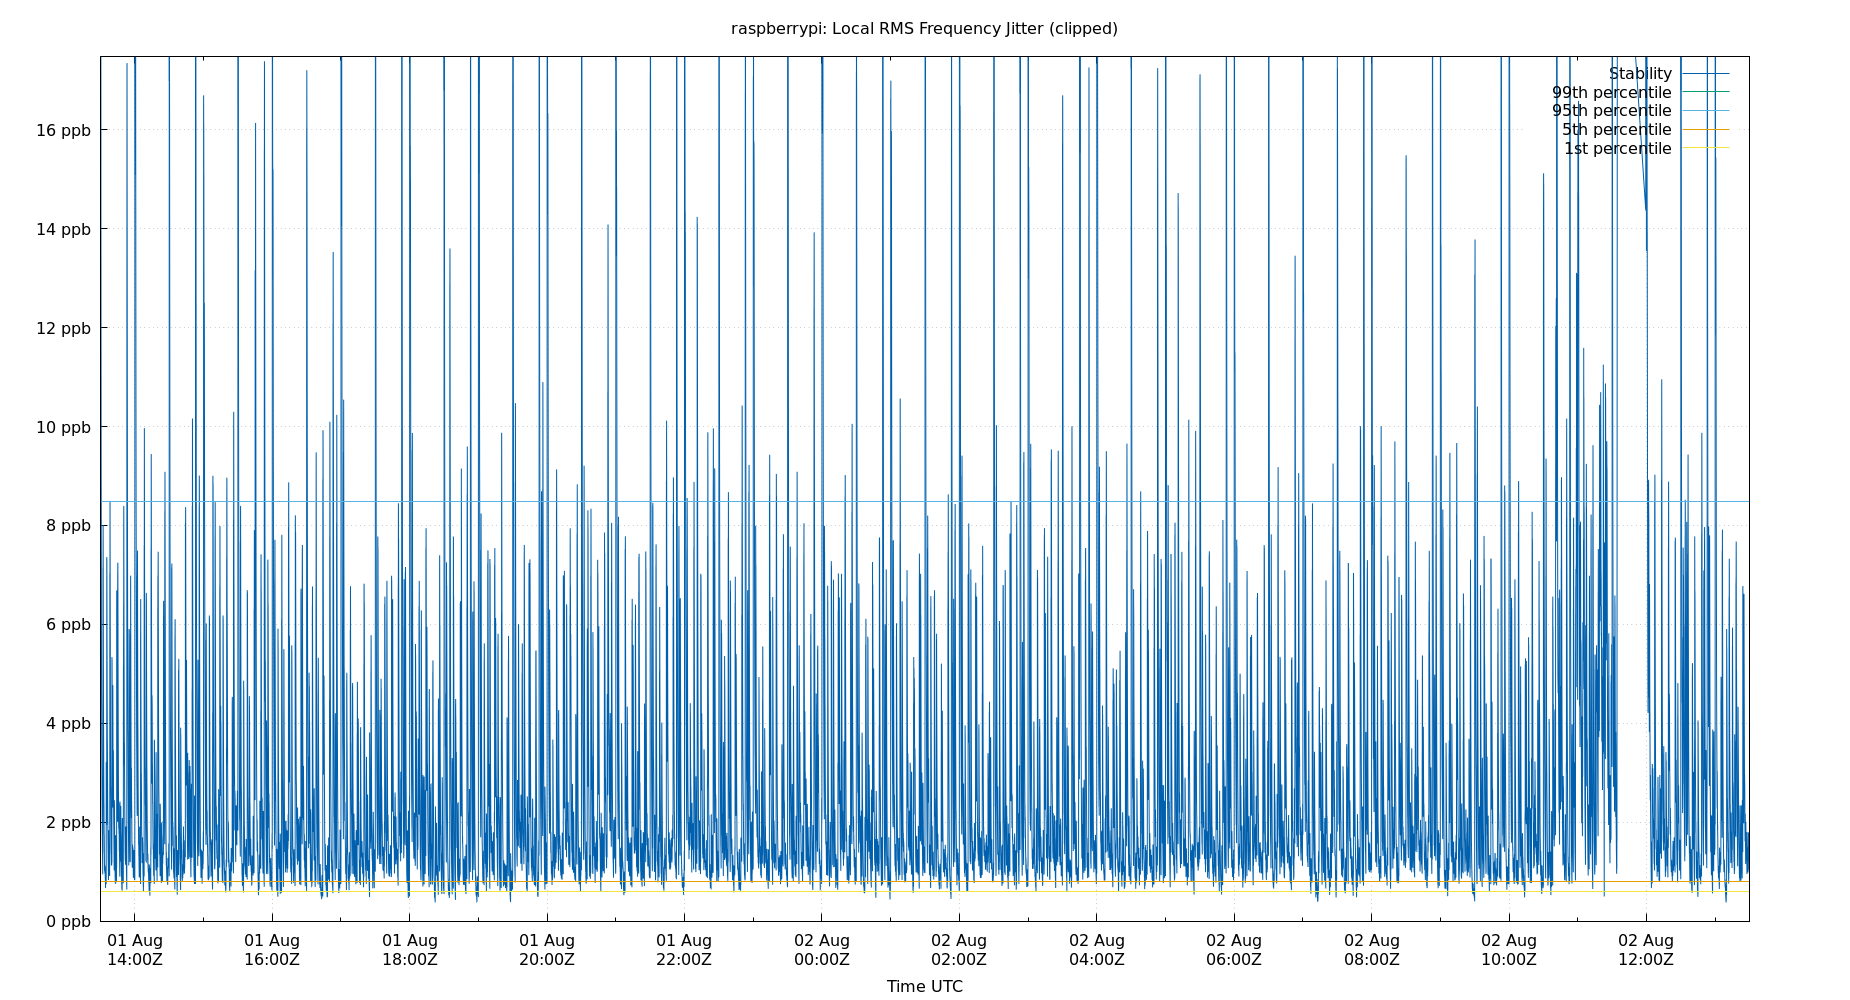 raspberrypi: Local RMS Frequency Jitter (clipped)
Stability
99th percentile
95th percentile
5th percentile
1st percentile
16 ppb
14 ppb
12 ppb
10 ppb
8 ppb
6 ppb
4 ppb
2 ppb
0 ppb
01 Aug 01 Aug 01 Aug 01 Aug 01 Aug 02 Aug 02 Aug 02 Aug 02 Aug 02 Aug 02 Aug 02 Aug
14:00Z 16:00Z 18:00Z 20:00Z 22:00Z 00:00Z 02:00Z 04:00Z 06:00Z 08:00Z 10:00Z 12:00Z
Time UTC